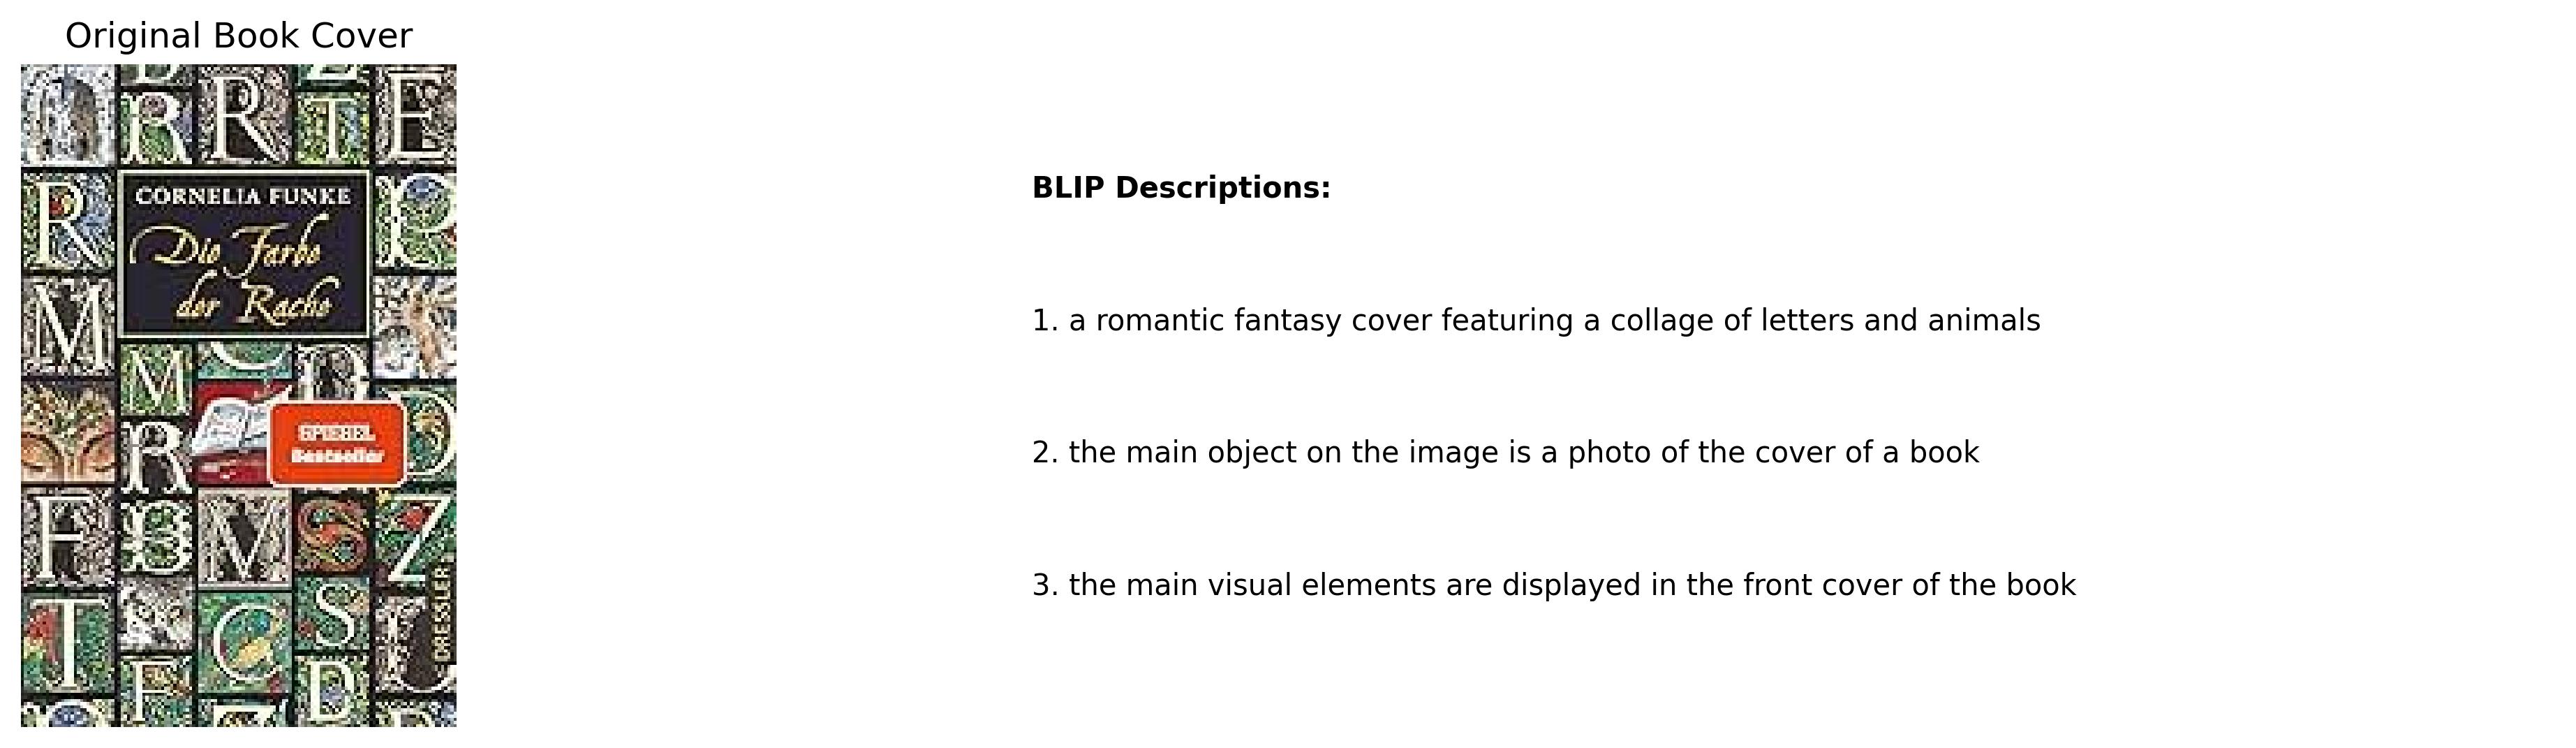 Original Book Cover
D Z
R R T E
R
CORNELIA FUNKE
Die Farbe
der Rache
R
M
M
R
SPIEGEL
Bestseller
D
F B M S Z
T
C
S
DRESSLER
F
D
BLIP Descriptions:
1. a romantic fantasy cover featuring a collage of letters and animals
2. the main object on the image is a photo of the cover of a book
3. the main visual elements are displayed in the front cover of the book